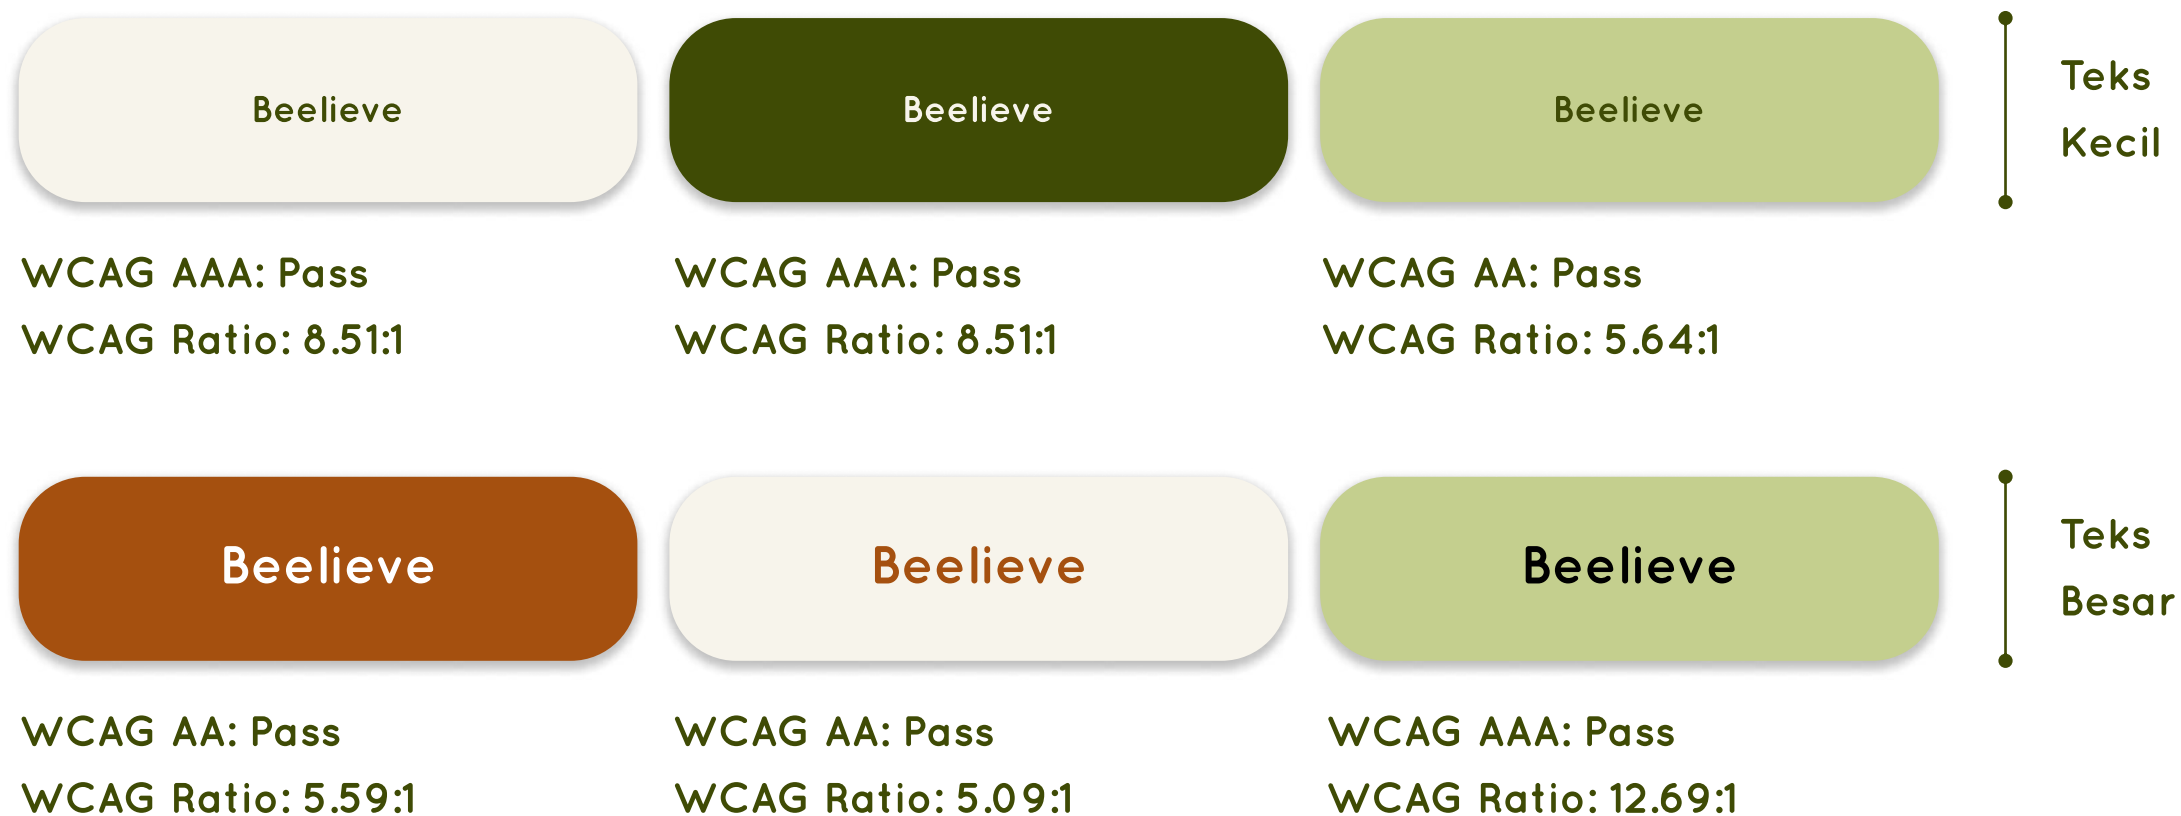 Beelieve
Beelieve
Beelieve
Teks
Kecil
WCAG AAA: Pass
WCAG Ratio: 8.51:1
WCAG AAA: Pass
WCAG Ratio: 8.51:1
WCAG AA: Pass
WCAG Ratio: 5.64:1
Beelieve
Beelieve
Beelieve
Teks
Besar
WCAG AA: Pass
WCAG Ratio: 5.59:1
WCAG AA: Pass
WCAG Ratio: 5.09:1
WCAG AAA: Pass
WCAG Ratio: 12.69:1